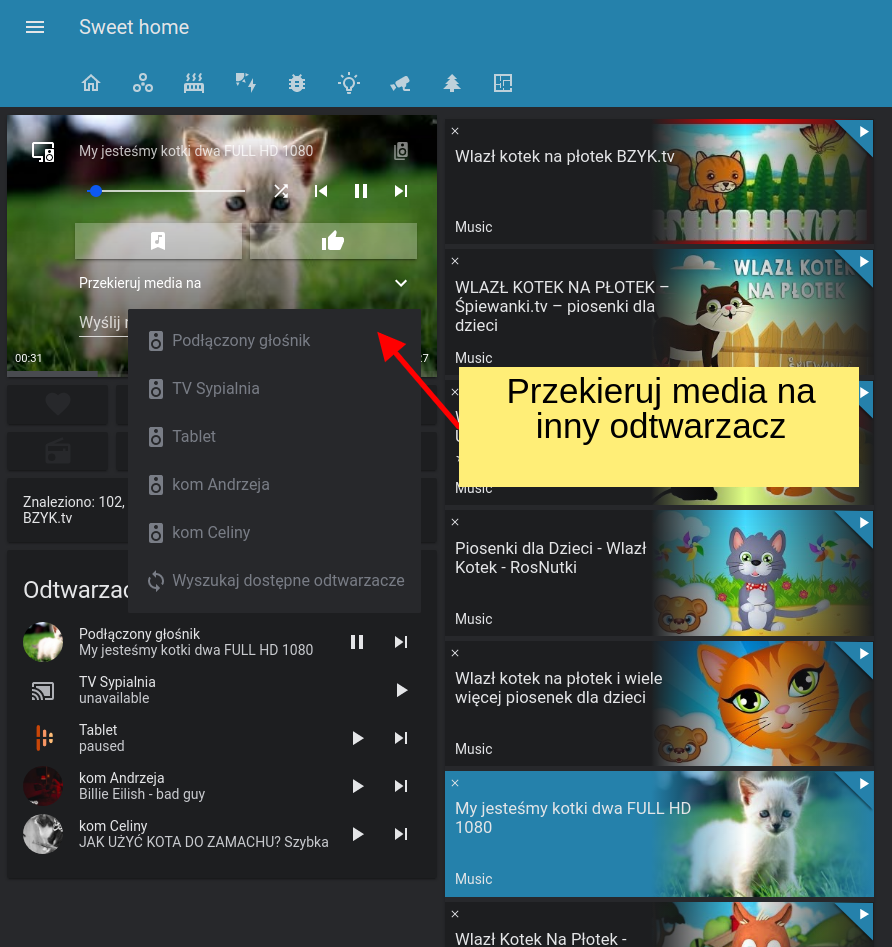 Sweet home
My jesteśmy kotki dwa FULL HD 1080
Przekieruj media na
Wyślij
00:31
Podłączony głośnik
TV Sypialnia
Tablet
kom Andrzeja
kom Celiny
Wyszukaj dostępne odtwarzacze
Znaleziono: 102,
BZYK.tv
Podłączony głośnik
My jesteśmy kotki dwa FULL HD 1080
TV Sypialnia
unavailable
Tablet
paused
kom Andrzeja
Billie Eilish - bad guy
kom Celiny
JAK UŻYĆ KOTA DO ZAMACHU? Szybka
Wlazł kotek na płotek BZYK.tv
Music
WLAZŁ KOTEK NA PŁOTEK –
Śpiewanki.tv – piosenki dla
dzieci
Music
WLAZŁ KOTEK
NA PŁOTEK
Przekieruj media na
inny odtwarzacz
Music
Piosenki dla Dzieci - Wlazł
Kotek - RosNutki
Music
Wlazł kotek na płotek i wiele
więcej piosenek dla dzieci
Music
My jesteśmy kotki dwa FULL HD
1080
Music
Wlazł Kotek Na Płotek -